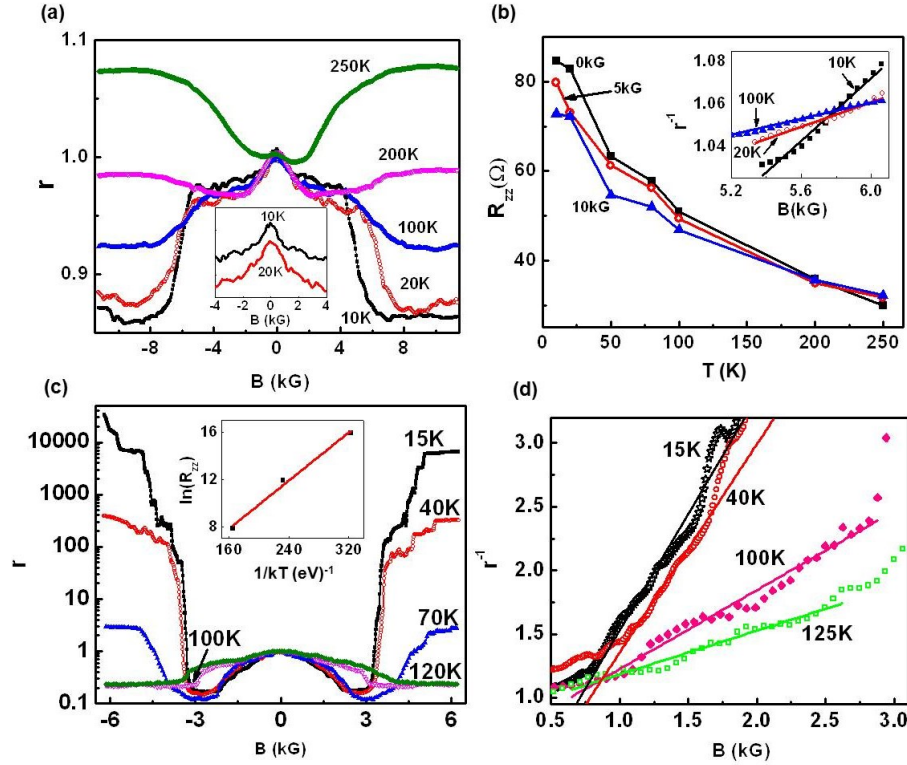 (a)
1.1
1.0
0.9
r
250K
200K
100K
20K
10K
10K
20K
-4 -2 0 2 4
B (kG)
-8 -4 0 4 8
B (kG)
(b)
80
60
40
R_zz(Ω)
0kG
5kG
10kG
1.08
1.06
1.04
r^-1
10K
100K
20K
5.2 5.6 6.0
B(kG)
0 50 100 150 200 250
T (K)
(c)
10000
1000
100
10
1
0.1
r
15K
40K
70K
100K
120K
16
12
8
ln(R_zz)
160 240 320
1/kT (eV)^-1
-6 -3 0 3 6
B (kG)
(d)
3.0
2.5
2.0
1.5
1.0
r^-1
15K
40K
100K
125K
0.5 1.0 1.5 2.0 2.5 3.0
B (kG)